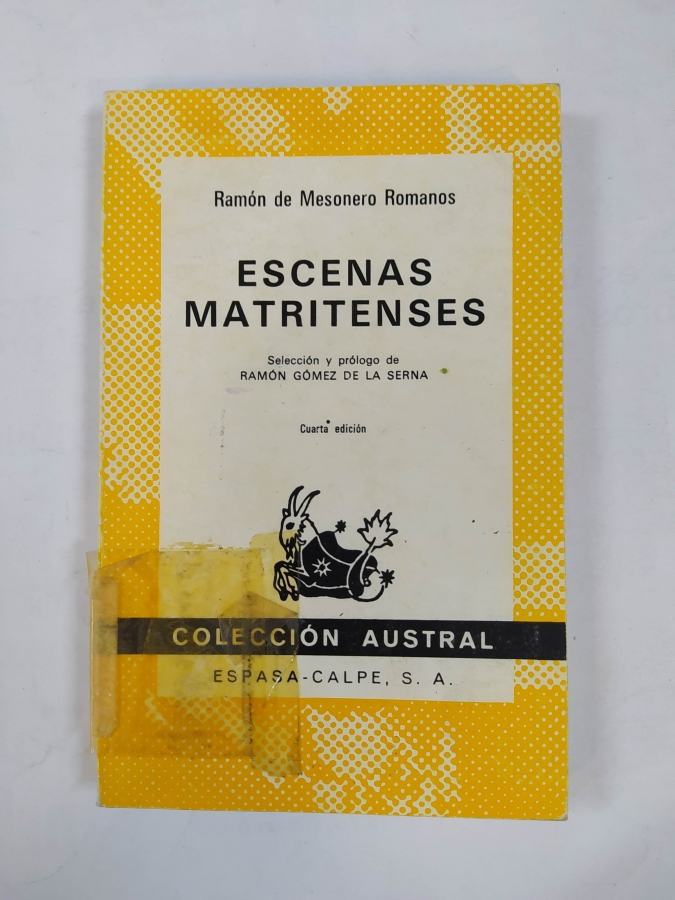 Ramón de Mesonero Romanos
ESCENAS
MATRITENSES
Selección y prólogo de
RAMÓN GÓMEZ DE LA SERNA
Cuarta edición
COLECCIÓN AUSTRAL
ESPASA-CALPE, S. A.